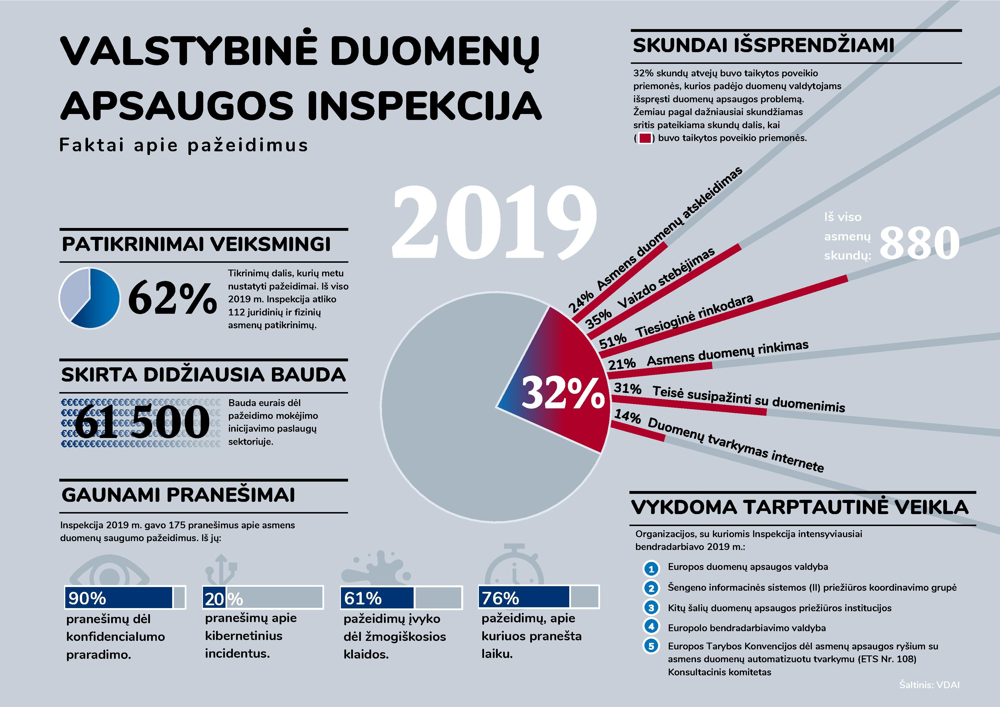 VALSTYBINĖ DUOMENŲ
APSAUGOS INSPEKCIJA
Faktai apie pažeidimus
2019
PATIKRINIMAI VEIKSMINGI
62%
Tikrinimų dalis, kurių metu
nustatyti pažeidimai. Iš viso
2019 m. Inspekcija atliko
112 juridinių ir fizinių
asmenų patikrinimų.
SKIRTA DIDŽIAUSIA BAUDA
61 500
Bauda eurais dėl
pažeidimo mokėjimo
inicijavimo paslaugų
sektoriuje.
GAUNAMI PRANEŠIMAI
Inspekcija 2019 m. gavo 175 pranešimus apie asmens
duomenų saugumo pažeidimus. Iš jų:
90%
pranešimų dėl
konfidencialumo
praradimo.
20%
pranešimų apie
kibernetinius
incidentus.
61%
pažeidimų įvyko
dėl žmogiškosios
klaidos.
76%
pažeidimų, apie
kuriuos pranešta
laiku.
SKUNDAI IŠSPRENDŽIAMI
32% skundų atvejų buvo taikytos poveikio
priemonės, kurios padėjo duomenų valdytojams
išspręsti duomenų apsaugos problemą.
Žemiau pagal dažniausiai skundžiamas
sritis pateikiama skundų dalis, kai
( ) buvo taikytos poveikio priemonės.
Iš viso
asmenų
skundų:
880
32%
24% Asmens duomenų atskleidimas
35% Vaizdo stebėjimas
51% Tiesioginė rinkodara
21% Asmens duomenų rinkimas
31% Teisė susipažinti su duomenimis
14% Duomenų tvarkymas internete
VYKDOMA TARPTAUTINĖ VEIKLA
Organizacijos, su kuriomis Inspekcija intensyviausiai
bendradarbiavo 2019 m.:
1 Europos duomenų apsaugos valdyba
2 Šengeno informacinės sistemos (II) priežiūros koordinavimo grupė
3 Kitų šalių duomenų apsaugos priežiūros institucijos
4 Europolo bendradarbiavimo valdyba
5 Europos Tarybos Konvencijos dėl asmenų apsaugos ryšium su
asmens duomenų automatizuotu tvarkymu (ETS Nr. 108)
Konsultacinis komitetas
Šaltinis: VDAI